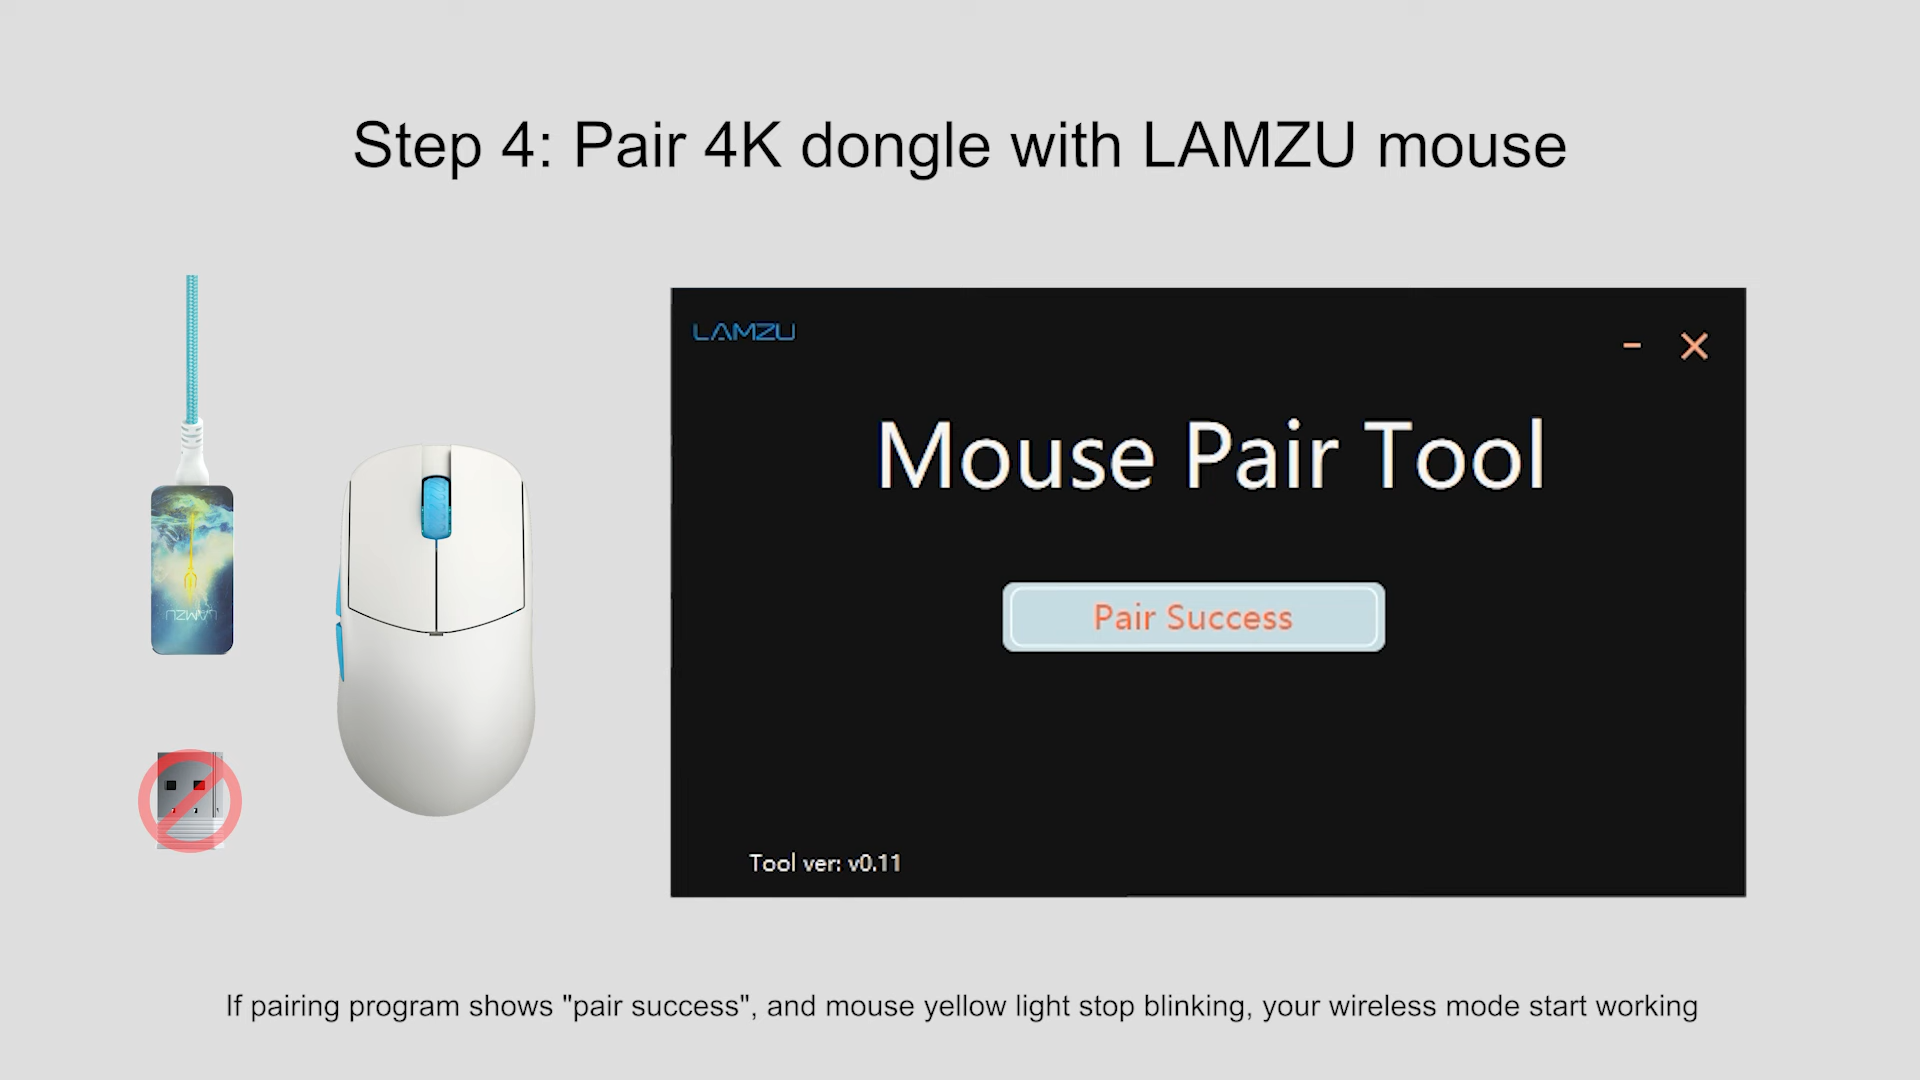 Step 4: Pair 4K dongle with LAMZU mouse
LAMZU
Mouse Pair Tool
LAMZU
Pair Success
Tool ver: v0.11
If pairing program shows "pair success", and mouse yellow light stop blinking, your wireless mode start working